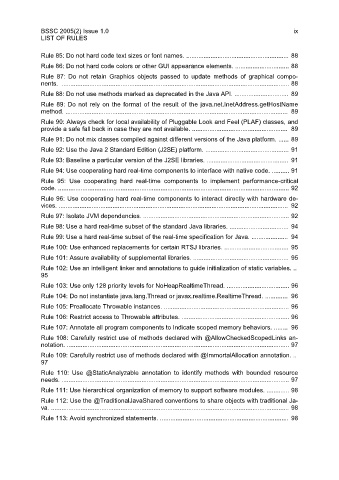 BSSC 2005(2) Issue 1.0 ix
LIST OF RULES
Rule 85: Do not hard code text sizes or font names. ........................................................ 88
Rule 86: Do not hard code colors or other GUI appearance elements. .............................. 88
Rule 87: Do not retain Graphics objects passed to update methods of graphical compo-
nents. ................................................................................................................................ 88
Rule 88: Do not use methods marked as deprecated in the Java API. .............................. 89
Rule 89: Do not rely on the format of the result of the java.net.InetAddress.getHostName
method. ............................................................................................................................. 89
Rule 90: Always check for local availability of Pluggable Look and Feel (PLAF) classes, and
provide a safe fall back in case they are not available. ..................................................... 89
Rule 91: Do not mix classes compiled against different versions of the Java platform. ...... 89
Rule 92: Use the Java 2 Standard Edition (J2SE) platform. .............................................. 91
Rule 93: Baseline a particular version of the J2SE libraries. ............................................. 91
Rule 94: Use cooperating hard real-time components to interface with native code. .......... 91
Rule 95: Use cooperating hard real-time components to implement performance-critical
code. ................................................................................................................................. 92
Rule 96: Use cooperating hard real-time components to interact directly with hardware de-
vices. ................................................................................................................................. 92
Rule 97: Isolate JVM dependencies. ................................................................................. 92
Rule 98: Use a hard real-time subset of the standard Java libraries. ................................ 94
Rule 99: Use a hard real-time subset of the real-time specification for Java. .................... 94
Rule 100: Use enhanced replacements for certain RTSJ libraries. ................................... 95
Rule 101: Assure availability of supplemental libraries. .................................................... 95
Rule 102: Use an intelligent linker and annotations to guide initialization of static variables. ..
95
Rule 103: Use only 128 priority levels for NoHeapRealtimeThread. .................................. 96
Rule 104: Do not instantiate java.lang.Thread or javax.realtime.RealtimeThread. ............. 96
Rule 105: Preallocate Throwable instances. ..................................................................... 96
Rule 106: Restrict access to Throwable attributes. ........................................................... 96
Rule 107: Annotate all program components to Indicate scoped memory behaviors. ........ 96
Rule 108: Carefully restrict use of methods declared with @AllowCheckedScopedLinks an-
notation. ............................................................................................................................ 97
Rule 109: Carefully restrict use of methods declared with @ImmortalAllocation annotation. ..
97
Rule 110: Use @StaticAnalyzable annotation to identify methods with bounded resource
needs. ............................................................................................................................... 97
Rule 111: Use hierarchical organization of memory to support software modules. ............ 98
Rule 112: Use the @TraditionalJavaShared conventions to share objects with traditional Ja-
va. ..................................................................................................................................... 98
Rule 113: Avoid synchronized statements. ....................................................................... 98